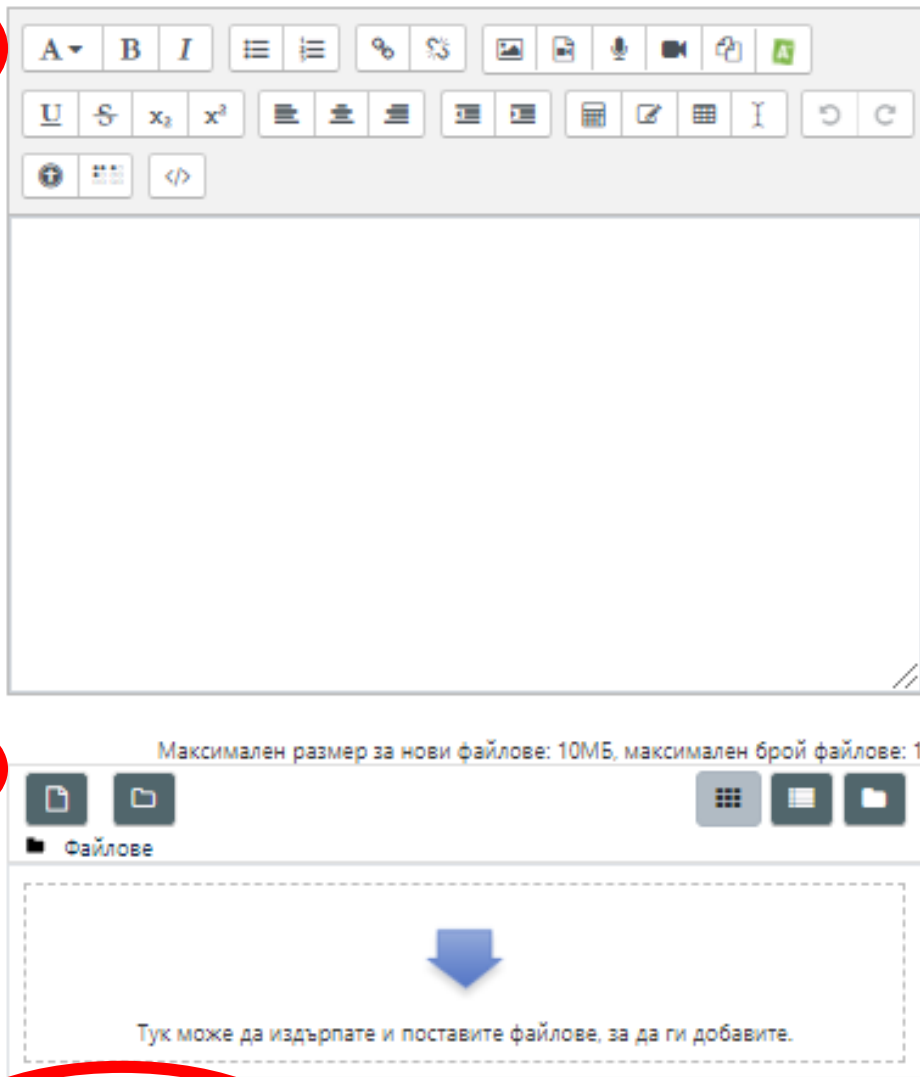 Максимален размер за нови файлове: 10МБ, максимален брой файлове: 1
Файлове
Тук може да издърпате и поставите файлове, за да ги добавите.